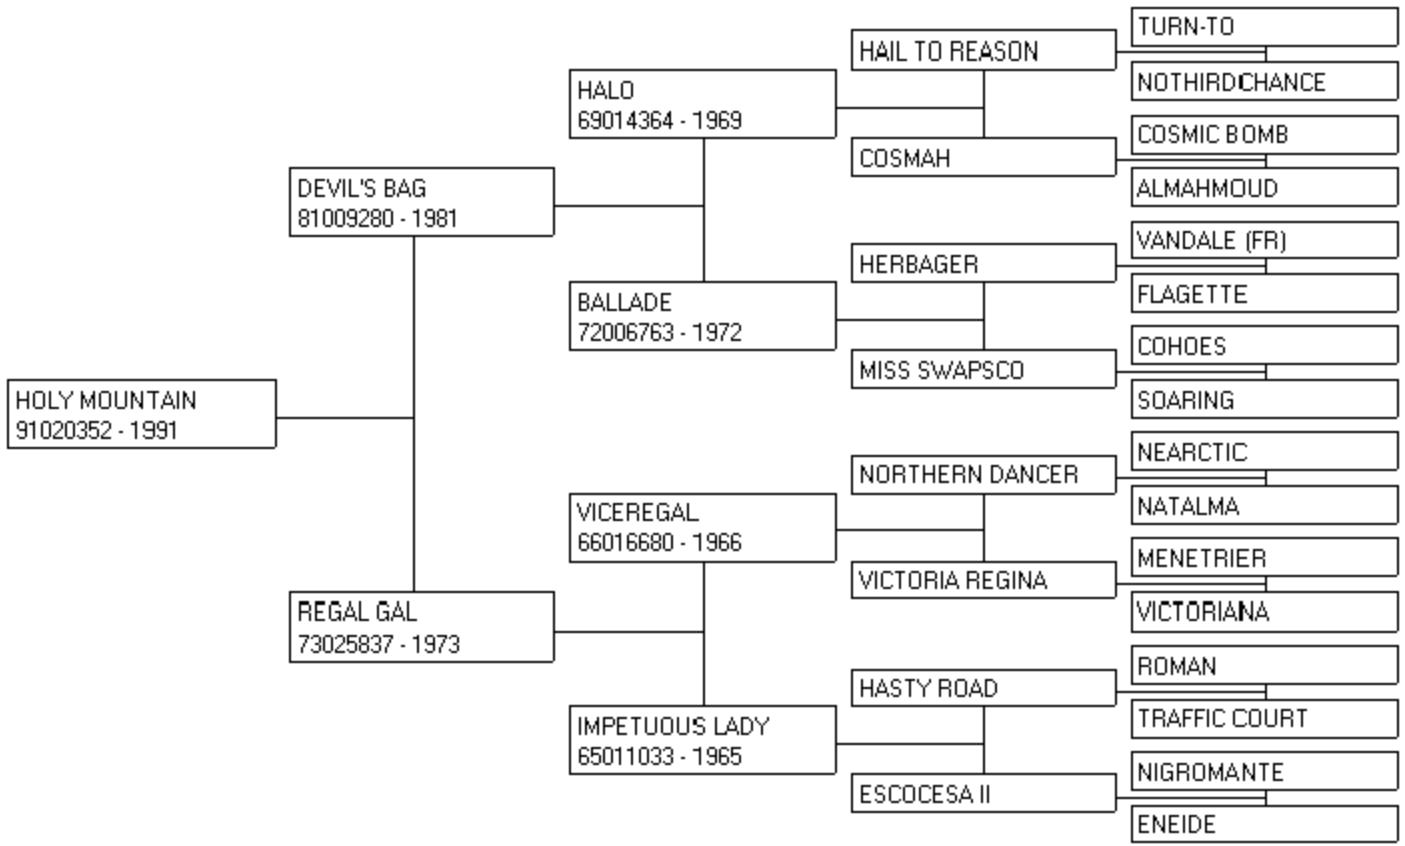 TURN-TO
HAIL TO REASON
NOTHIRDCHANCE
HALO
69014364 - 1969
COSMIC BOMB
COSMAH
ALMAHMOUD
DEVIL'S BAG
81009280 - 1981
VANDALE (FR)
HERBAGER
FLAGETTE
BALLADE
72006763 - 1972
COHOES
MISS SWAPSCO
SOARING
HOLY MOUNTAIN
91020352 - 1991
NEARCTIC
NORTHERN DANCER
NATALMA
VICEREGAL
66016680 - 1966
MENETRIER
VICTORIA REGINA
VICTORIANA
REGAL GAL
73025837 - 1973
ROMAN
HASTY ROAD
TRAFFIC COURT
IMPETUOUS LADY
65011033 - 1965
NIGROMANTE
ESCOCESA II
ENEIDE